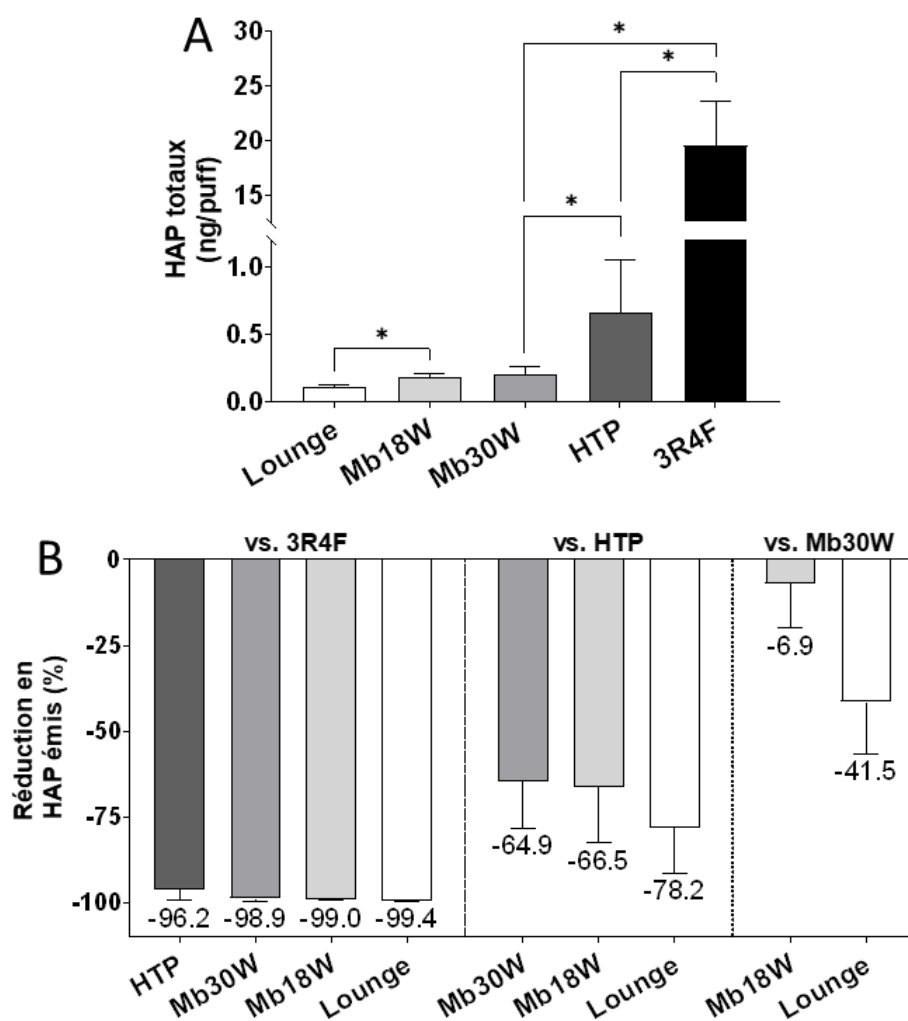 A
HAP totaux
(ng/puff)
30
25
20
15
1.0
0.5
0.0
*
*
*
*
Lounge
Mb18W
Mb30W
HTP
3R4F
B
Réduction en
HAP émis (%)
vs. 3R4F
vs. HTP
vs. Mb30W
0
-25
-50
-75
-100
-96.2
-98.9
-99.0
-99.4
-64.9
-66.5
-78.2
-6.9
-41.5
HTP
Mb30W
Mb18W
Lounge
Mb30W
Mb18W
Lounge
Mb18W
Lounge